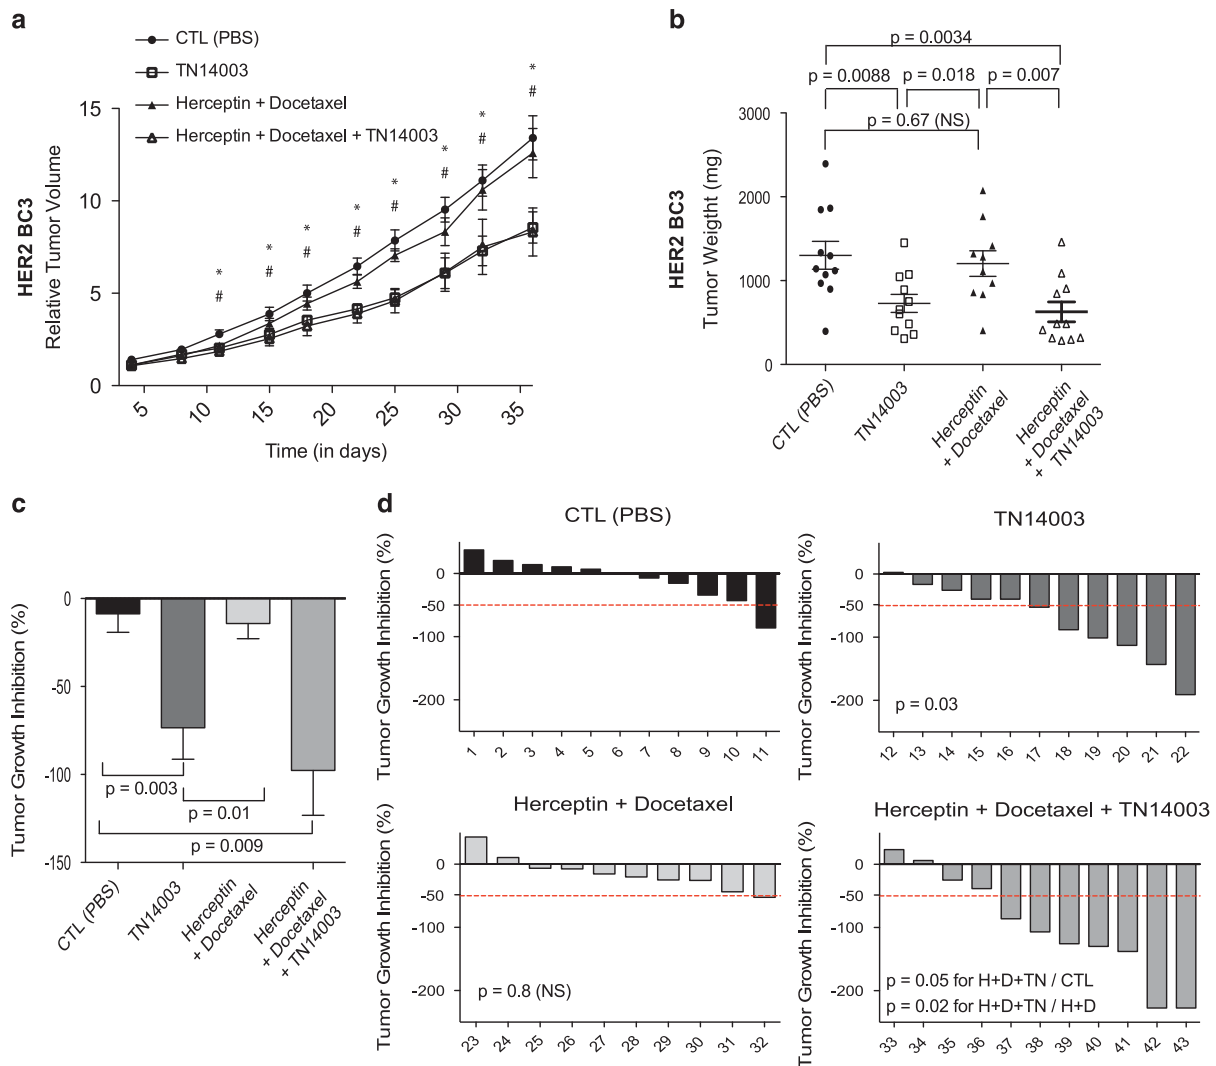 a
CTL (PBS)
TN14003
Herceptin + Docetaxel
Herceptin + Docetaxel + TN14003
HER2 BC3
Relative Tumor Volume
15
10
5
0
* * * * * * * *
# # # # # # # #
5 10 15 20 25 30 35
Time (in days)
b
p = 0.0034
p = 0.0088 p = 0.018 p = 0.007
p = 0.67 (NS)
HER2 BC3
Tumor Weigtht (mg)
3000
2000
1000
0
CTL (PBS)
TN14003
Herceptin
+ Docetaxel
Herceptin
+ Docetaxel
+ TN14003
c
Tumor Growth Inhibition (%)
0
-50
-100
-150
p = 0.003
p = 0.01
p = 0.009
CTL (PBS)
TN14003
Herceptin
+ Docetaxel
Herceptin
+ Docetaxel
+ TN14003
d
CTL (PBS)
Tumor Growth Inhibition (%)
0
-50
-100
-200
1 2 3 4 5 6 7 8 9 10 11
TN14003
Tumor Growth Inhibition (%)
0
-50
-100
-200
p = 0.03
12 13 14 15 16 17 18 19 20 21 22
Herceptin + Docetaxel
Tumor Growth Inhibition (%)
0
-50
-100
-200
p = 0.8 (NS)
23 24 25 26 27 28 29 30 31 32
Herceptin + Docetaxel + TN14003
Tumor Growth Inhibition (%)
0
-50
-100
-200
p = 0.05 for H+D+TN / CTL
p = 0.02 for H+D+TN / H+D
33 34 35 36 37 38 39 40 41 42 43